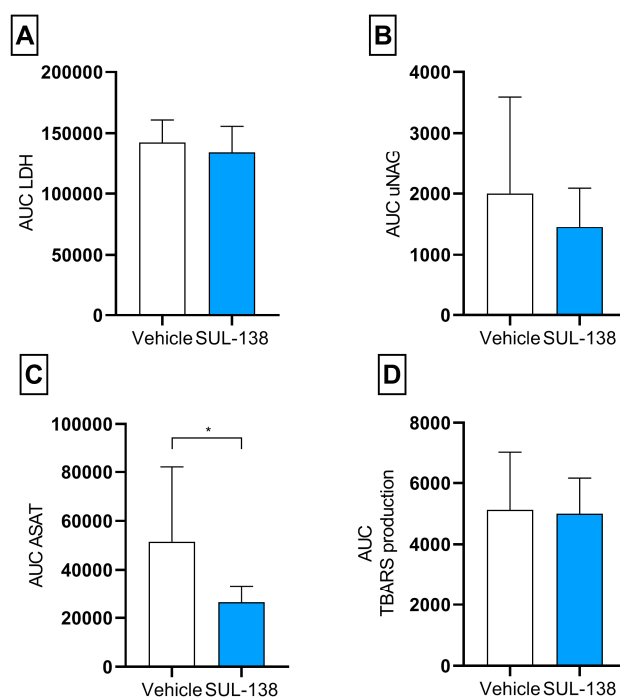 A
AUC LDH
200000
150000
100000
50000
0
Vehicle SUL-138
B
AUC uNAG
4000
3000
2000
1000
0
Vehicle SUL-138
C
AUC ASAT
100000
80000
60000
40000
20000
0
*
Vehicle SUL-138
D
AUC
TBARS production
8000
6000
4000
2000
0
Vehicle SUL-138